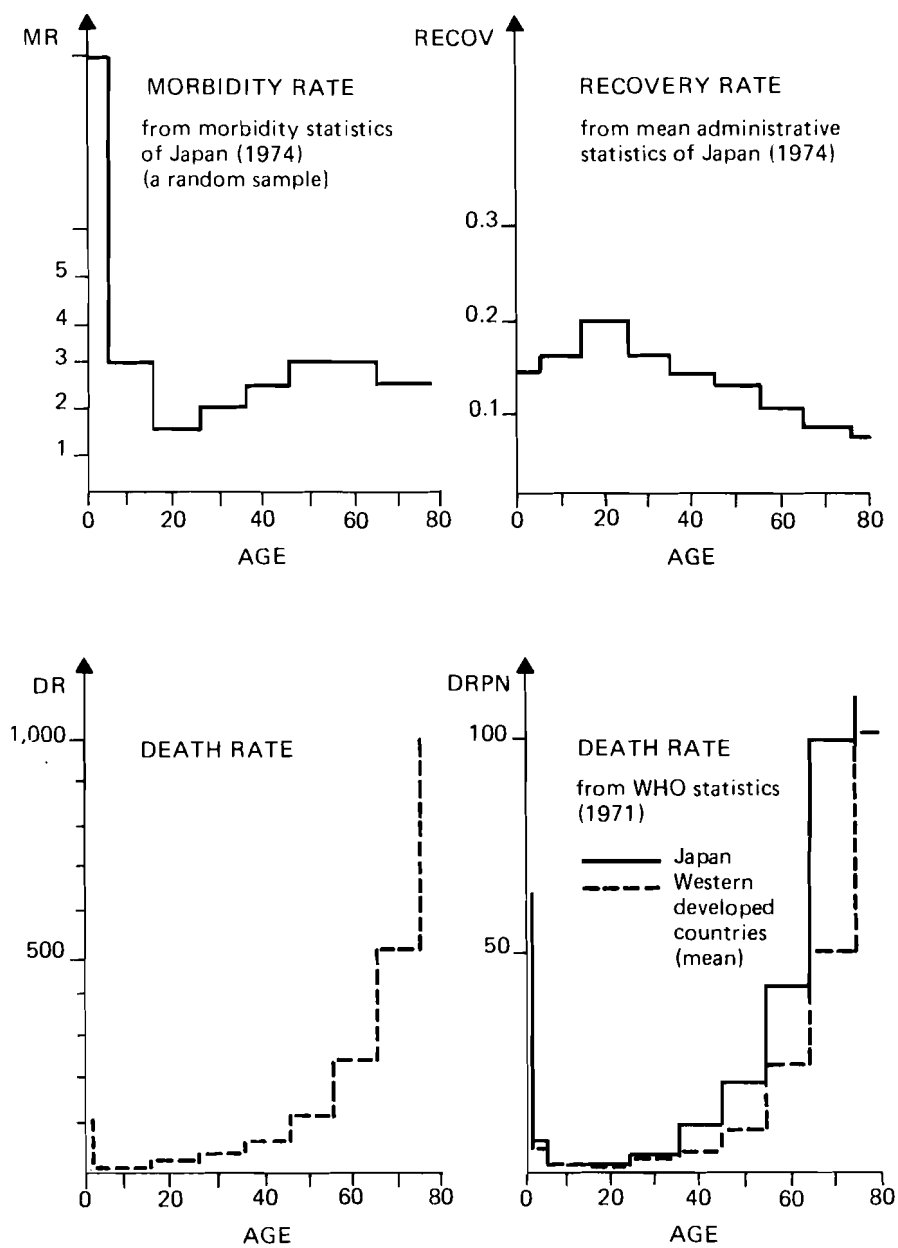 MR
MORBIDITY RATE
from morbidity statistics
of Japan (1974)
(a random sample)
5
4
3
2
1
0 20 40 60 80
AGE
RECOV
RECOVERY RATE
from mean administrative
statistics of Japan (1974)
0.3
0.2
0.1
0 20 40 60 80
AGE
DR
1,000
DEATH RATE
500
0 20 40 60 80
AGE
DRPN
100
DEATH RATE
from WHO statistics
(1971)
Japan
Western
developed
countries
(mean)
50
0 20 40 60 80
AGE